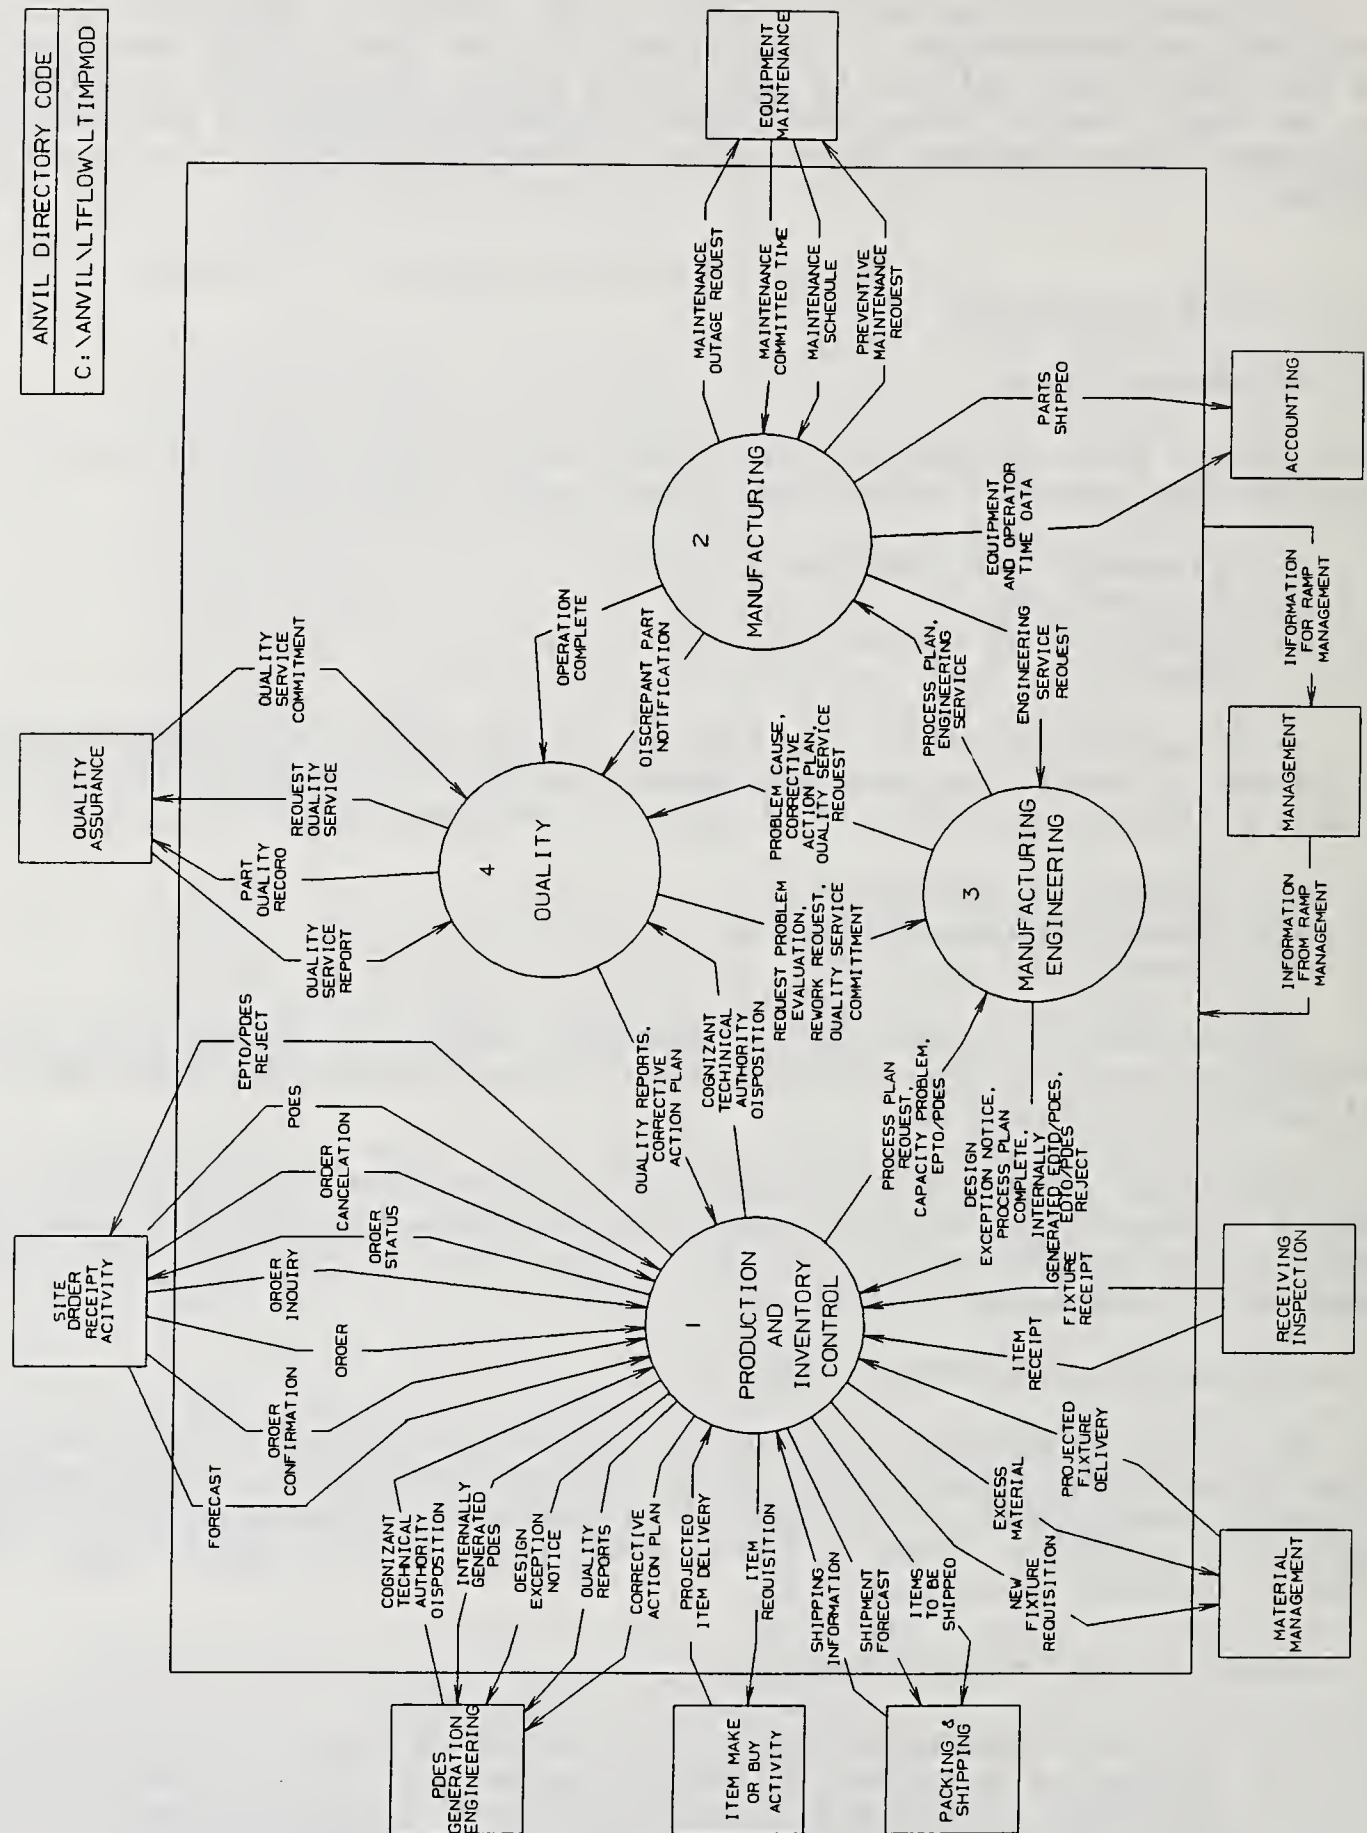 ANVIL DIRECTORY CODE
C:\ANVIL\LTFLOW\LTIMPMOD
SITE
ORDER
RECEIPT
ACITVITY
QUALITY
ASSURANCE
FORECAST
ORDER
CONFIRMATION
ORDER
ORDER
INQUIRY
ORDER
STATUS
ORDER
CANCELATION
POES
EPTO/PDES
REJECT
QUALITY
SERVICE
REPORT
PART
QUALITY
RECORO
REQUEST
QUALITY
SERVICE
QUALITY
SERVICE
COMMITMENT
PDES
GENERATION
ENGINEERING
COGNIZANT
TECHNICAL
AUTHORITY
OISPOSITION
INTERNALLY
GENERATED
PDES
OESIGN
EXCEPTION
NOTICE
QUALITY
REPORTS
CORRECTIVE
ACTION PLAN
4
QUALITY
OPERATION
COMPLETE
DISCREPANT PART
NOTIFICATION
QUALITY REPORTS,
CORRECTIVE
ACTION PLAN
COGNIZANT
TECHINICAL
AUTHORITY
OISPOSITION
REQUEST PROBLEM
EVALUATION,
REWORK REQUEST,
QUALITY SERVICE
COMMITTMENT
PROBLEM CAUSE,
CORRECTIVE
ACTION PLAN,
QUALITY SERVICE
REQUEST
ITEM MAKE
OR BUY
ACTIVITY
PROJECTED
ITEM DELIVERY
ITEM
REQUISITION
1
PRODUCTION
AND
INVENTORY
CONTROL
2
MANUFACTURING
MAINTENANCE
OUTAGE REQUEST
MAINTENANCE
COMMITTEO TIME
MAINTENANCE
SCHEOULE
PREVENTIVE
MAINTENANCE
REQUEST
EQUIPMENT
MAINTENANCE
PACKING &
SHIPPING
SHIPPING
INFORMATION
SHIPMENT
FORECAST
ITEMS
TO BE
SHIPPED
NEW
FIXTURE
REQUISITION
EXCESS
MATERIAL
PROJECTED
FIXTURE
DELIVERY
ITEM
RECEIPT
FIXTURE
RECEIPT
PROCESS PLAN
REQUEST,
CAPACITY PROBLEM,
EPTO/PDES
DESIGN
EXCEPTION NOTICE,
PROCESS PLAN
COMPLETE,
INTERNALLY
GENERATED EDTO/PDES,
EDTO/PDES
REJECT
3
MANUFACTURING
ENGINEERING
PROCESS PLAN,
ENGINEERING
SERVICE
ENGINEERING
SERVICE
REQUEST
EQUIPMENT
AND OPERATOR
TIME DATA
PARTS
SHIPPEO
MATERIAL
MANAGEMENT
RECEIVING
INSPECTION
INFORMATION
FROM RAMP
MANAGEMENT
MANAGEMENT
INFORMATION
FOR RAMP
MANAGEMENT
ACCOUNTING